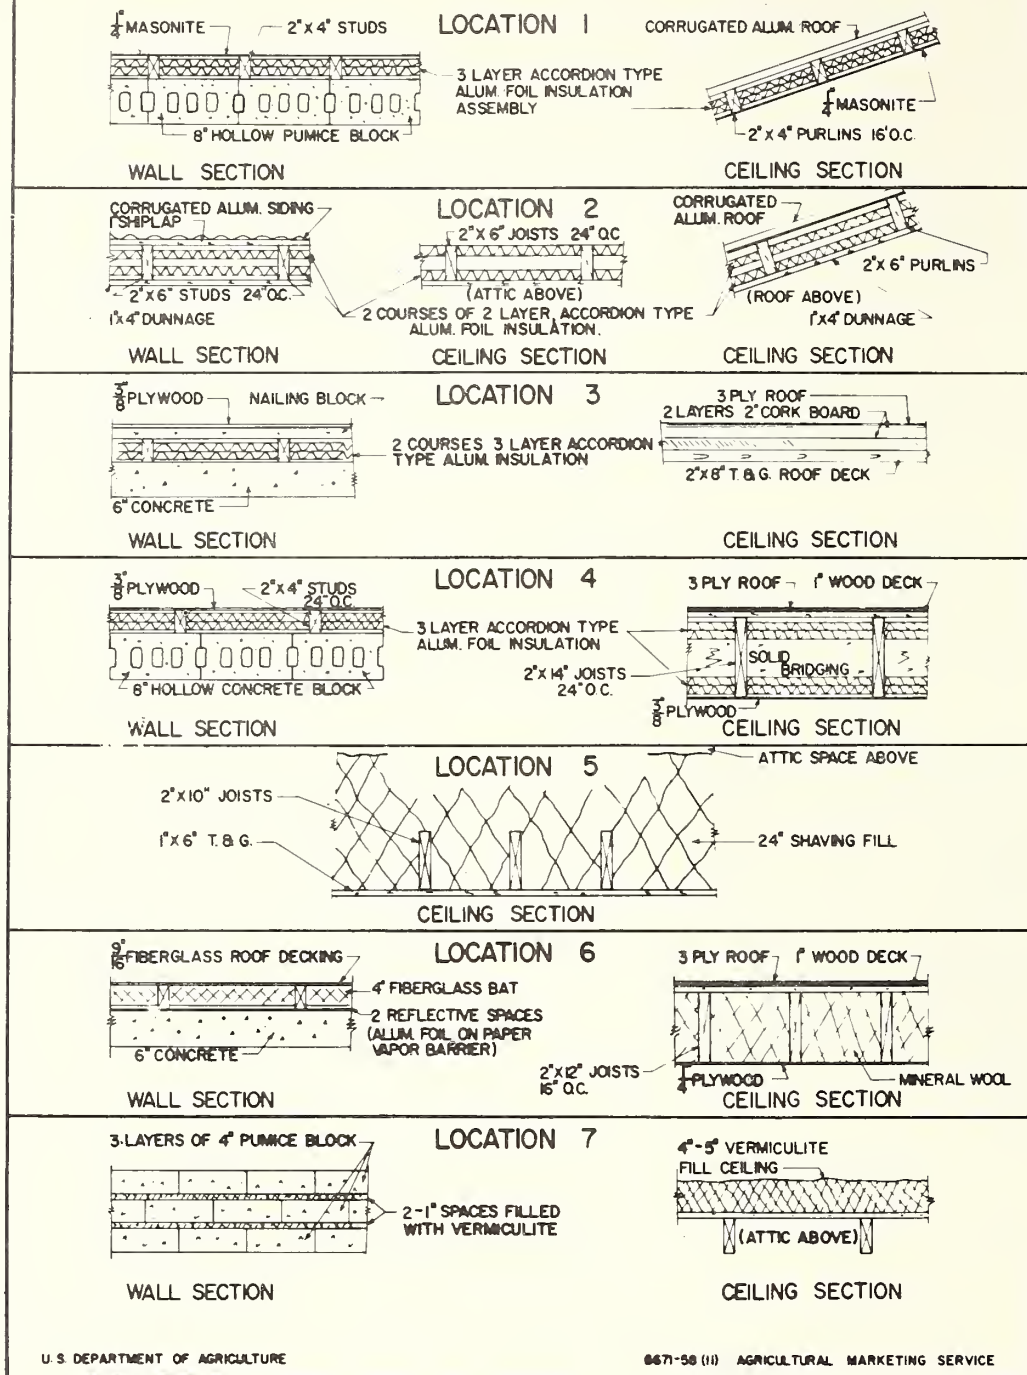 LOCATION 1
1/4" MASONITE
2" X 4" STUDS
3 LAYER ACCORDION TYPE
ALUM. FOIL INSULATION
ASSEMBLY
8" HOLLOW PUMICE BLOCK
WALL SECTION
CORRUGATED ALUM. ROOF
1/4" MASONITE
2" X 4" PURLINS 16' O.C.
CEILING SECTION
LOCATION 2
CORRUGATED ALUM. SIDING
1" SHIPLAP
2" X 6" STUDS 24" O.C.
1" X 4" DUNNAGE
WALL SECTION
2" X 6" JOISTS 24" O.C.
(ATTIC ABOVE)
2 COURSES OF 2 LAYER, ACCORDION TYPE
ALUM. FOIL INSULATION.
CEILING SECTION
CORRUGATED
ALUM. ROOF
2" X 6" PURLINS
(ROOF ABOVE)
1" X 4" DUNNAGE
CEILING SECTION
LOCATION 3
3/8" PLYWOOD
NAILING BLOCK
2 COURSES 3 LAYER ACCORDION
TYPE ALUM. INSULATION
6" CONCRETE
WALL SECTION
3 PLY ROOF
2 LAYERS 2" CORK BOARD
2" X 8" T. & G. ROOF DECK
CEILING SECTION
LOCATION 4
3/8" PLYWOOD
2" X 4" STUDS
24" O.C.
3 LAYER ACCORDION TYPE
ALUM. FOIL INSULATION
8" HOLLOW CONCRETE BLOCK
WALL SECTION
3 PLY ROOF
1" WOOD DECK
SOLID
BRIDGING
2" X 14" JOISTS
24" O.C.
3/8" PLYWOOD
CEILING SECTION
LOCATION 5
ATTIC SPACE ABOVE
2" X 10" JOISTS
1" X 6" T. & G.
24" SHAVING FILL
CEILING SECTION
LOCATION 6
9/16" FIBERGLASS ROOF DECKING
4" FIBERGLASS BAT
2 REFLECTIVE SPACES
(ALUM. FOIL ON PAPER
VAPOR BARRIER)
6" CONCRETE
WALL SECTION
3 PLY ROOF
1" WOOD DECK
2" X 12" JOISTS
16" O.C.
1/4" PLYWOOD
MINERAL WOOL
CEILING SECTION
LOCATION 7
3-LAYERS OF 4" PUMICE BLOCK
2-1" SPACES FILLED
WITH VERMICULITE
WALL SECTION
4"-5" VERMICULITE
FILL CEILING
(ATTIC ABOVE)
CEILING SECTION
U. S. DEPARTMENT OF AGRICULTURE
6671-58 (11) AGRICULTURAL MARKETING SERVICE